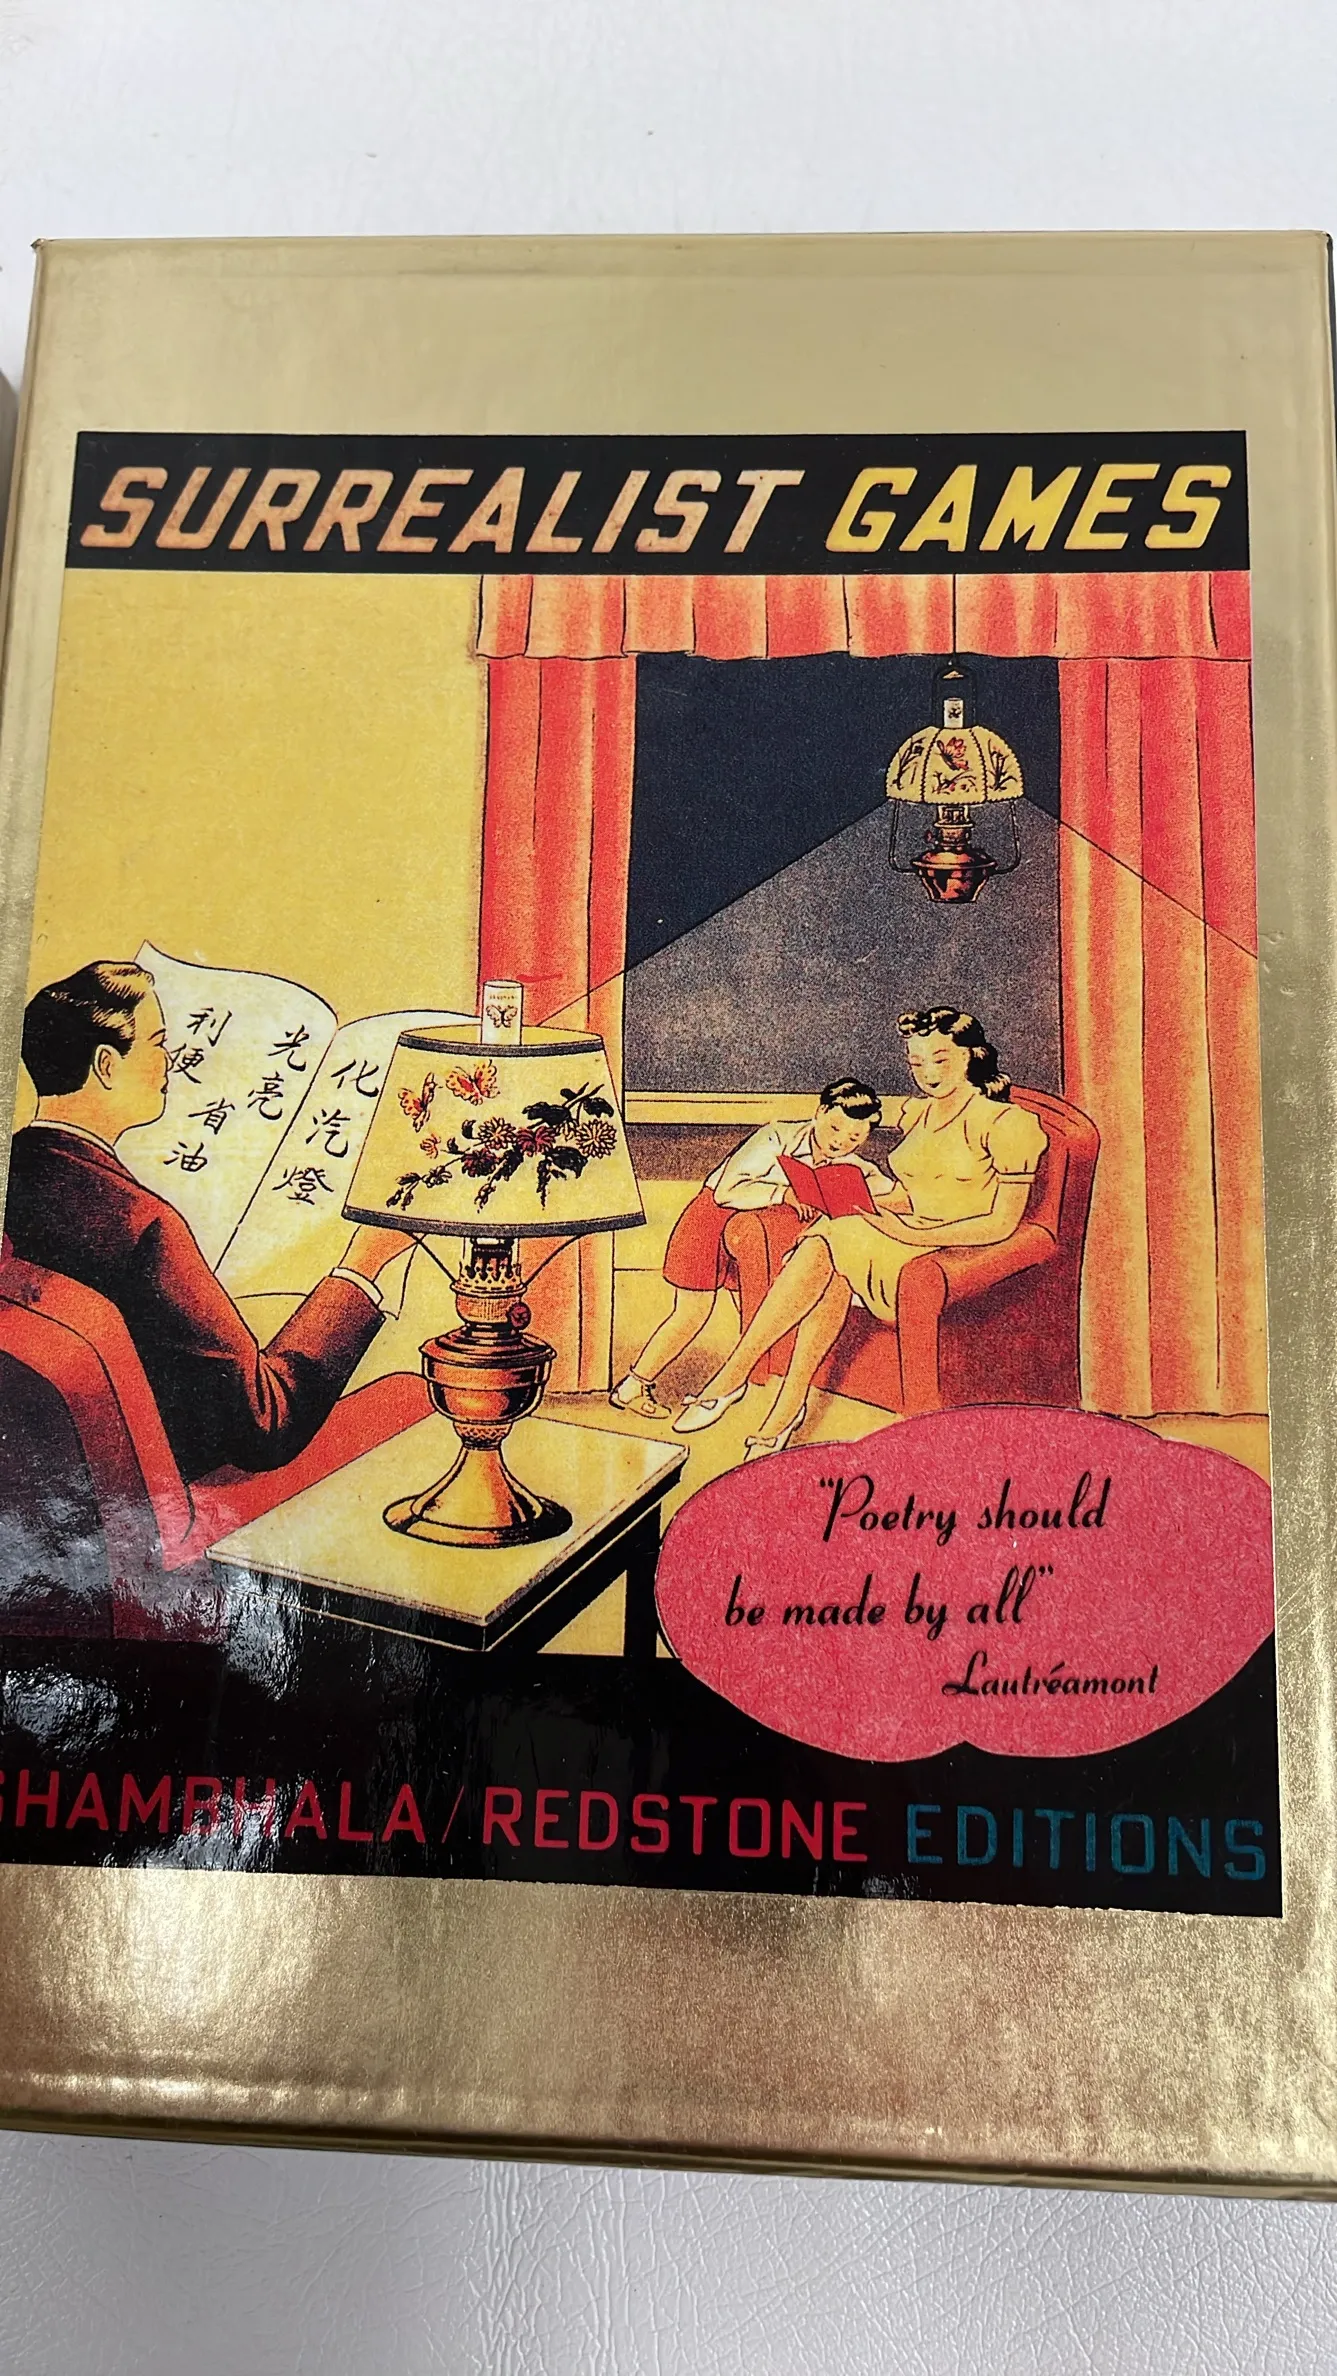 SURREALIST GAMES
利便
省油
光亮
化汽燈
"Poetry should
be made by all"
Lautréamont
SHAMBHALA/REDSTONE EDITIONS